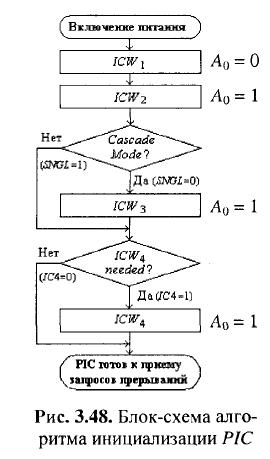 Включение питания
ICW1 A0 = 0
ICW2 A0 = 1
Нет
Cascade
Mode?
(SNGL=1)
Да (SNGL=0)
ICW3 A0 = 1
Нет
ICW4
needed?
(IC4=0)
Да (IC4=1)
ICW4 A0 = 1
PIC готов к приему
запросов прерываний
Рис. 3.48. Блок-схема алго-
ритма инициализации PIC